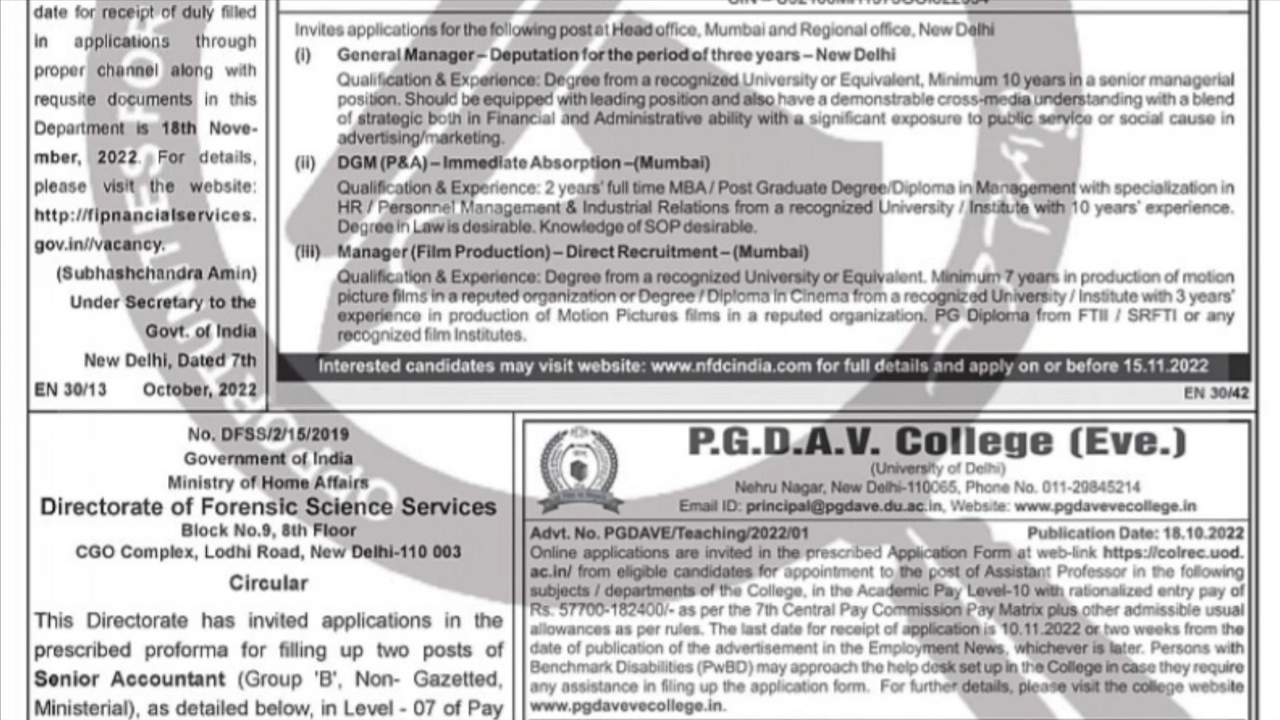 date for receipt of duly filled
in applications through
proper channel along with
requsite documents in this
Department is 18th Nove-
mber, 2022. For details,
please visit the website:
http://fipnancialservices.
gov.in//vacancy.
(Subhashchandra Amin)
Under Secretary to the
Govt. of India
New Delhi, Dated 7th
EN 30/13 October, 2022
Invites applications for the following post at Head office, Mumbai and Regional office, New Delhi
(i) General Manager – Deputation for the period of three years – New Delhi
Qualification & Experience: Degree from a recognized University or Equivalent, Minimum 10 years in a senior managerial
position. Should be equipped with leading position and also have a demonstrable cross-media understanding with a blend
of strategic both in Financial and Administrative ability with a significant exposure to public service or social cause in
advertising/marketing.
(ii) DGM (P&A) – Immediate Absorption –(Mumbai)
Qualification & Experience: 2 years' full time MBA / Post Graduate Degree/Diploma in Management with specialization in
HR / Personnel Management & Industrial Relations from a recognized University / Institute with 10 years' experience.
Degree in Law is desirable. Knowledge of SOP desirable.
(iii) Manager (Film Production) – Direct Recruitment – (Mumbai)
Qualification & Experience: Degree from a recognized University or Equivalent. Minimum 7 years in production of motion
picture films in a reputed organization or Degree / Diploma in Cinema from a recognized University / Institute with 3 years'
experience in production of Motion Pictures films in a reputed organization. PG Diploma from FTII / SRFTI or any
recognized film Institutes.
Interested candidates may visit website: www.nfdcindia.com for full details and apply on or before 15.11.2022
EN 30/42
No. DFSS/2/15/2019
Government of India
Ministry of Home Affairs
Directorate of Forensic Science Services
Block No.9, 8th Floor
CGO Complex, Lodhi Road, New Delhi-110 003
Circular
This Directorate has invited applications in the
prescribed proforma for filling up two posts of
Senior Accountant (Group 'B', Non- Gazetted,
Ministerial), as detailed below, in Level - 07 of Pay
P.G.D.A.V. College (Eve.)
(University of Delhi)
Nehru Nagar, New Delhi-110065, Phone No. 011-29845214
Email ID: principal@pgdave.du.ac.in, Website: www.pgdavevecollege.in
Advt. No. PGDAVE/Teaching/2022/01 Publication Date: 18.10.2022
Online applications are invited in the prescribed Application Form at web-link https://colrec.uod.
ac.in/ from eligible candidates for appointment to the post of Assistant Professor in the following
subjects / departments of the College, in the Academic Pay Level-10 with rationalized entry pay of
Rs. 57700-182400/- as per the 7th Central Pay Commission Pay Matrix plus other admissible usual
allowances as per rules. The last date for receipt of application is 10.11.2022 or two weeks from the
date of publication of the advertisement in the Employment News, whichever is later. Persons with
Benchmark Disabilities (PwBD) may approach the help desk set up in the College in case they require
any assistance in filing up the application form. For further details, please visit the college website
www.pgdavevecollege.in.